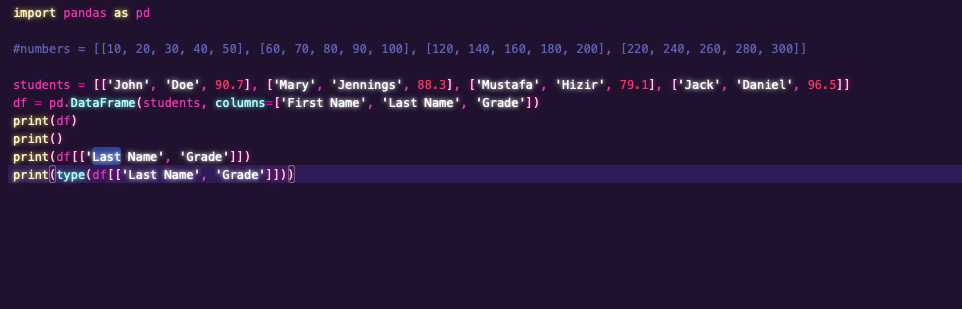 import pandas as pd
#numbers = [[10, 20, 30, 40, 50], [60, 70, 80, 90, 100], [120, 140, 160, 180, 200], [220, 240, 260, 280, 300]]
students = [['John', 'Doe', 90.7], ['Mary', 'Jennings', 88.3], ['Mustafa', 'Hizir', 79.1], ['Jack', 'Daniel', 96.5]]
df = pd.DataFrame(students, columns=['First Name', 'Last Name', 'Grade'])
print(df)
print()
print(df[['Last Name', 'Grade']])
print(type(df[['Last Name', 'Grade']]))